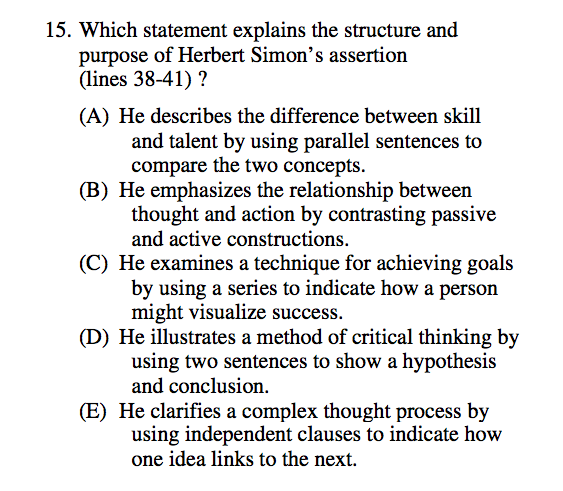 15. Which statement explains the structure and
purpose of Herbert Simon's assertion
(lines 38-41) ?
(A) He describes the difference between skill
and talent by using parallel sentences to
compare the two concepts.
(B) He emphasizes the relationship between
thought and action by contrasting passive
and active constructions.
(C) He examines a technique for achieving goals
by using a series to indicate how a person
might visualize success.
(D) He illustrates a method of critical thinking by
using two sentences to show a hypothesis
and conclusion.
(E) He clarifies a complex thought process by
using independent clauses to indicate how
one idea links to the next.